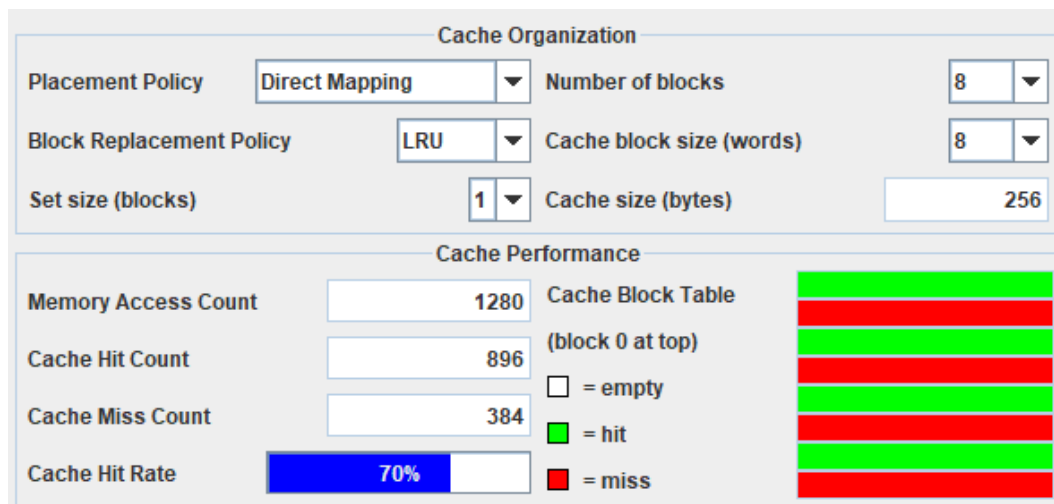 Cache Organization
Placement Policy Direct Mapping Number of blocks 8
Block Replacement Policy LRU Cache block size (words) 8
Set size (blocks) 1 Cache size (bytes) 256
Cache Performance
Memory Access Count 1280 Cache Block Table
(block 0 at top)
Cache Hit Count 896
= empty
Cache Miss Count 384
= hit
Cache Hit Rate 70%
= miss